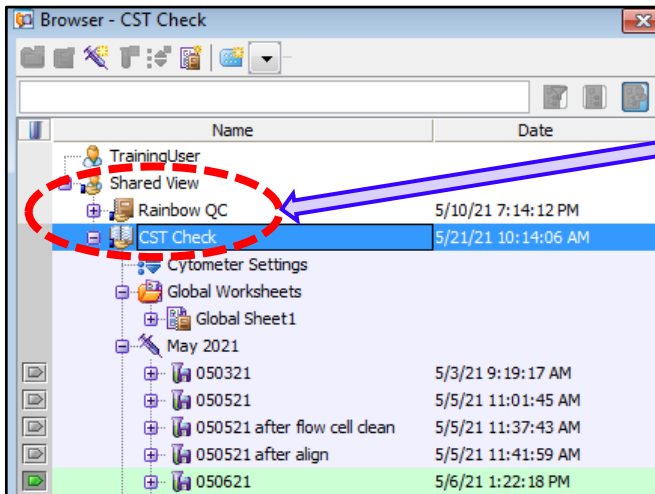 Browser - CST Check
Name Date
TrainingUser
Shared View
Rainbow QC 5/10/21 7:14:12 PM
CST Check 5/21/21 10:14:06 AM
Cytometer Settings
Global Worksheets
Global Sheet1
May 2021
050321 5/3/21 9:19:17 AM
050521 5/5/21 11:01:45 AM
050521 after flow cell clean 5/5/21 11:37:43 AM
050521 after align 5/5/21 11:41:59 AM
050621 5/6/21 1:22:18 PM